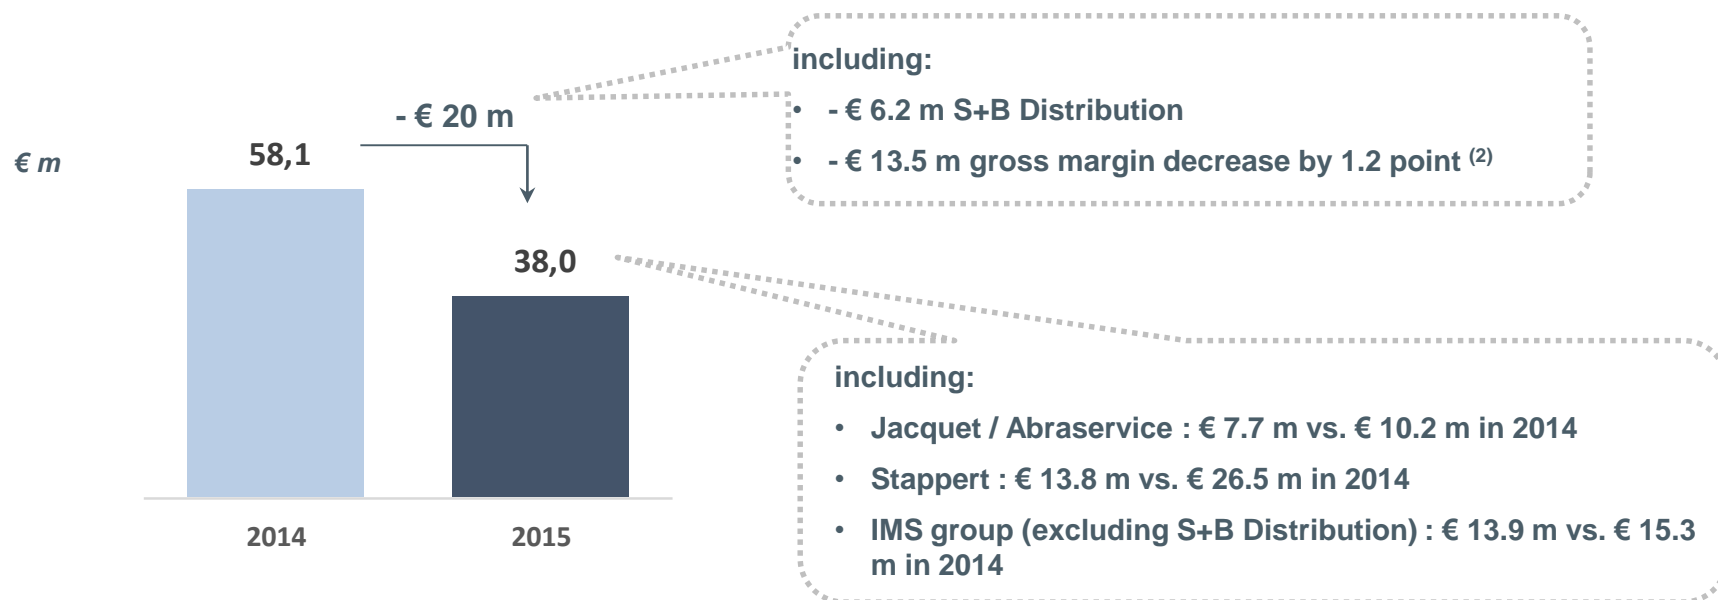 € m
58,1
- € 20 m
38,0
2014
2015
including:
• - € 6.2 m S+B Distribution
• - € 13.5 m gross margin decrease by 1.2 point (2)
including:
• Jacquet / Abraservice : € 7.7 m vs. € 10.2 m in 2014
• Stappert : € 13.8 m vs. € 26.5 m in 2014
• IMS group (excluding S+B Distribution) : € 13.9 m vs. € 15.3
m in 2014